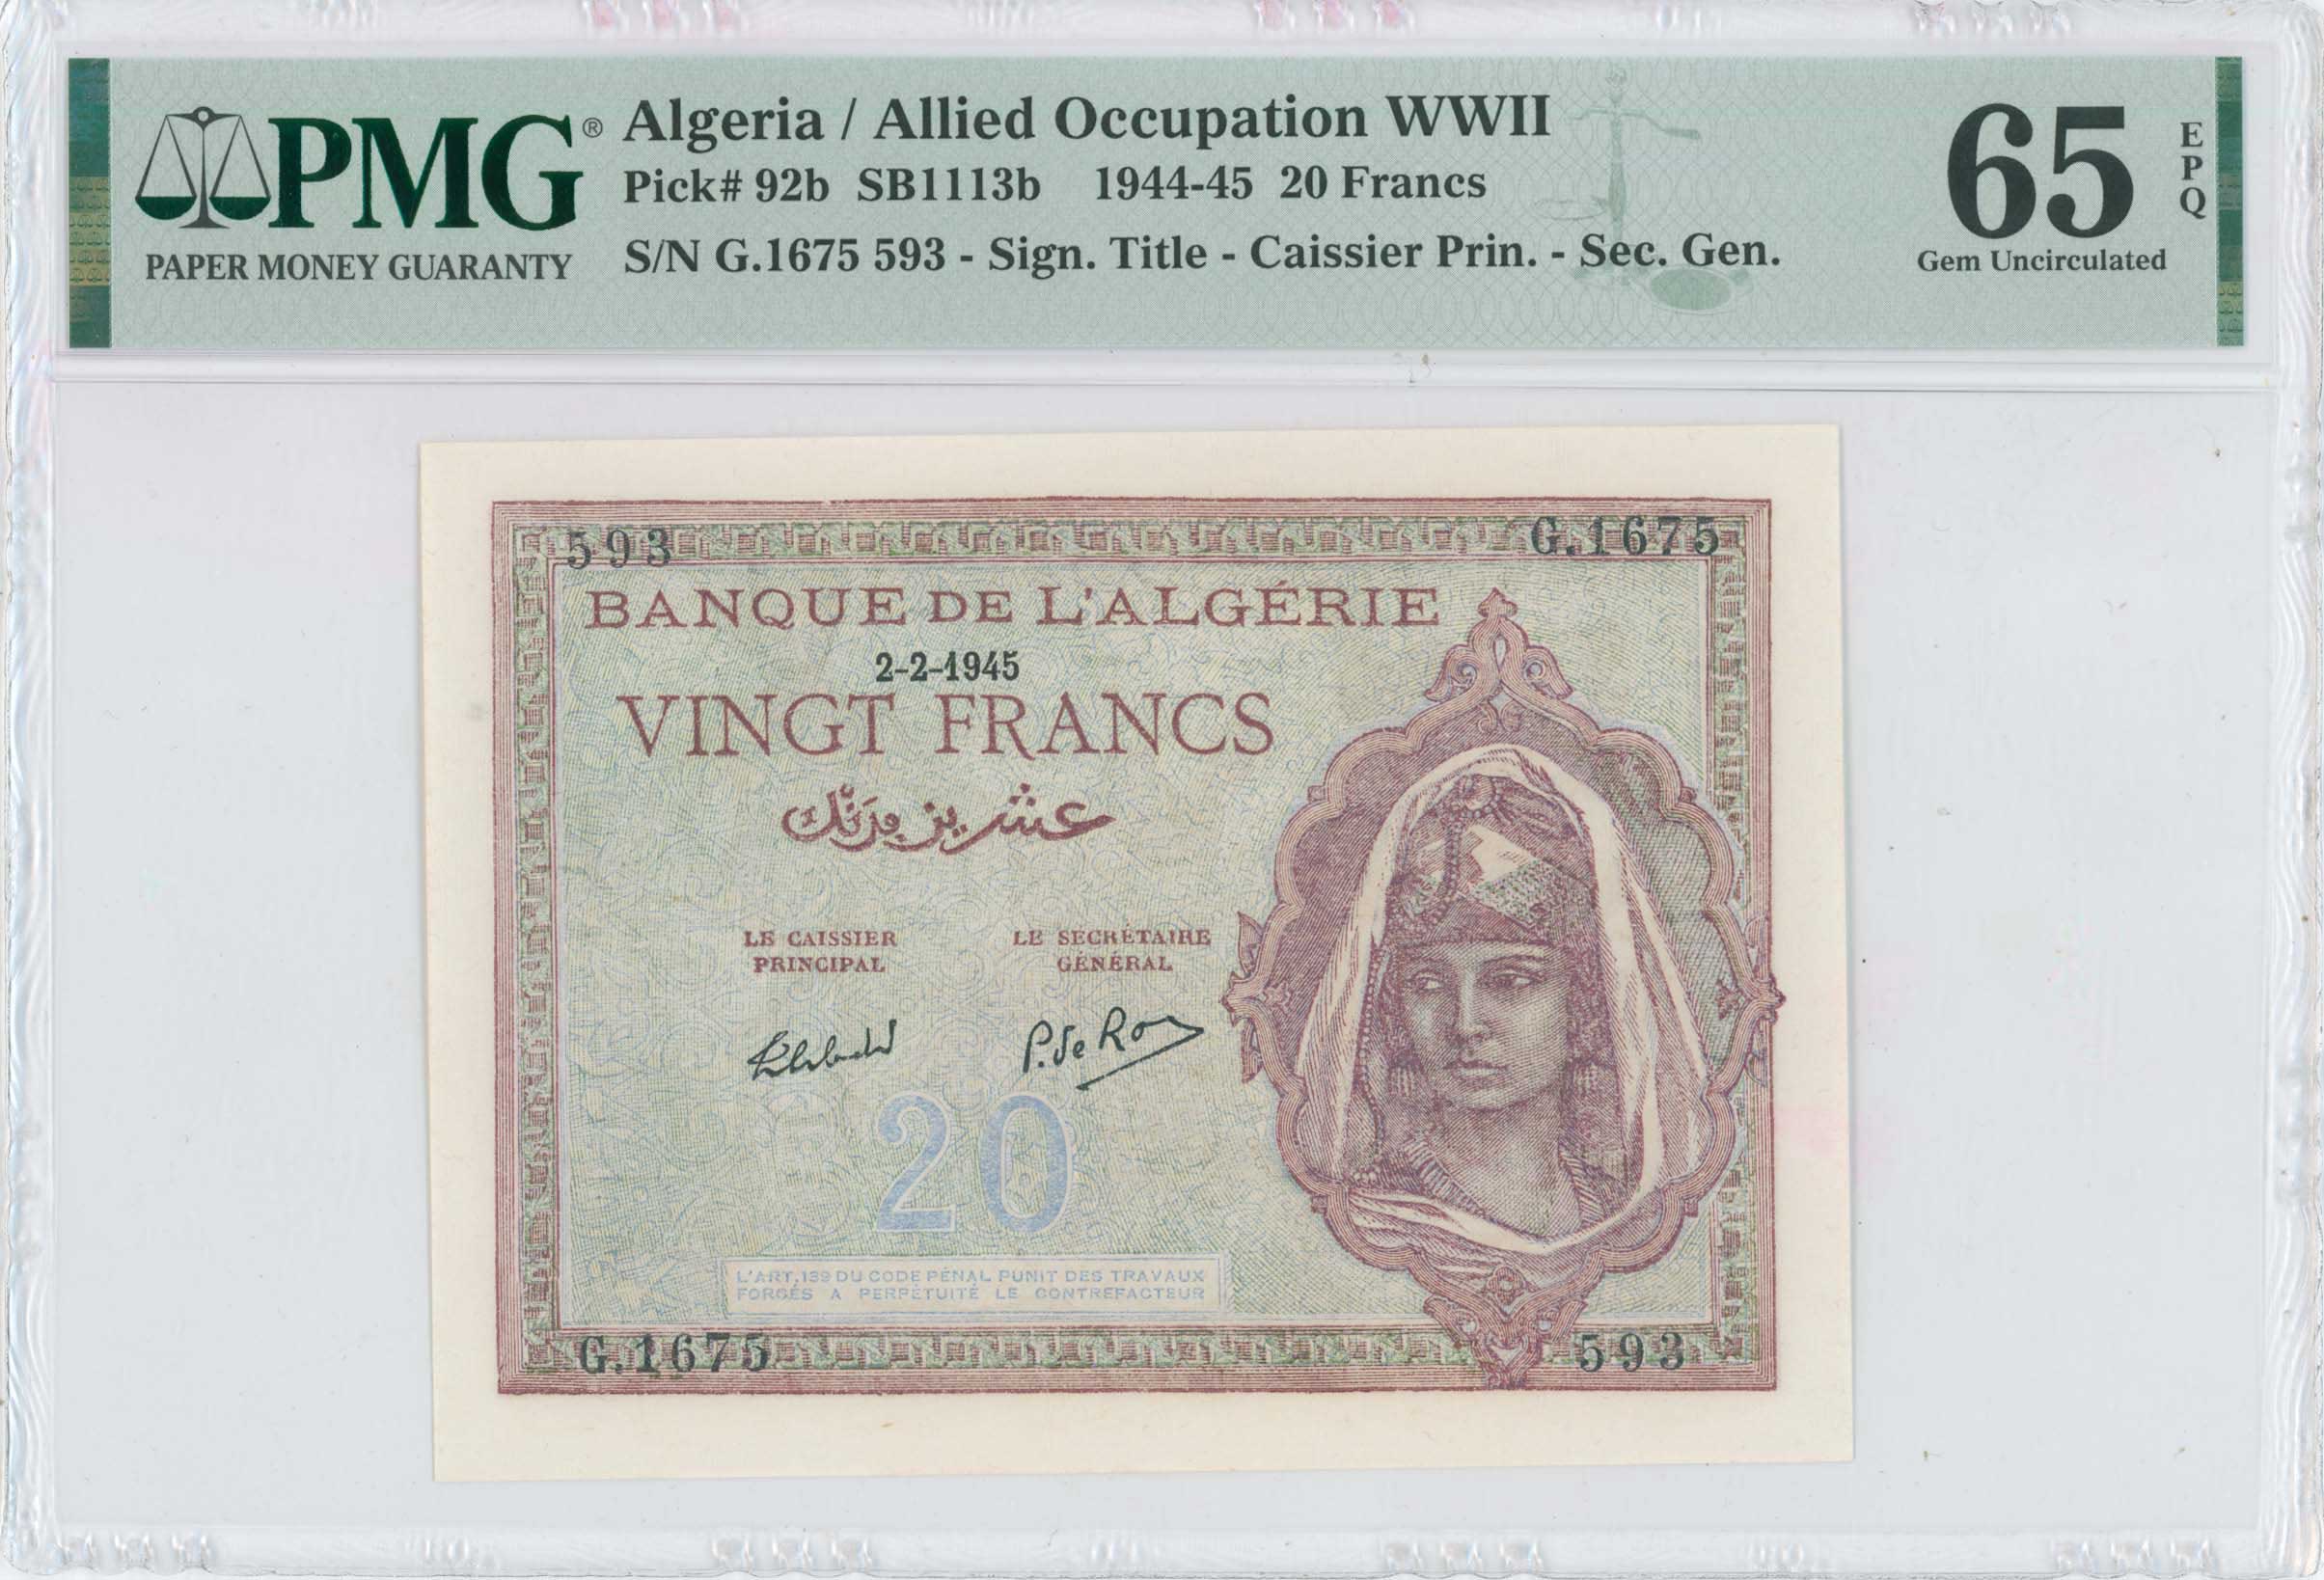 PMG®
PAPER MONEY GUARANTY
Algeria / Allied Occupation WWII
Pick# 92b SB1113b 1944-45 20 Francs
S/N G.1675 593 - Sign. Title - Caissier Prin. - Sec. Gen.
65
EPQ
Gem Uncirculated
593 G.1675
BANQUE DE L'ALGÉRIE
2-2-1945
VINGT FRANCS
عشرين فرنك
LE CAISSIER
PRINCIPAL
LE SECRÉTAIRE
GÉNÉRAL
P. de Roy
20
L'ART.139 DU CODE PÉNAL PUNIT DES TRAVAUX
FORCÉS A PERPÉTUITÉ LE CONTREFACTEUR
G.1675 593